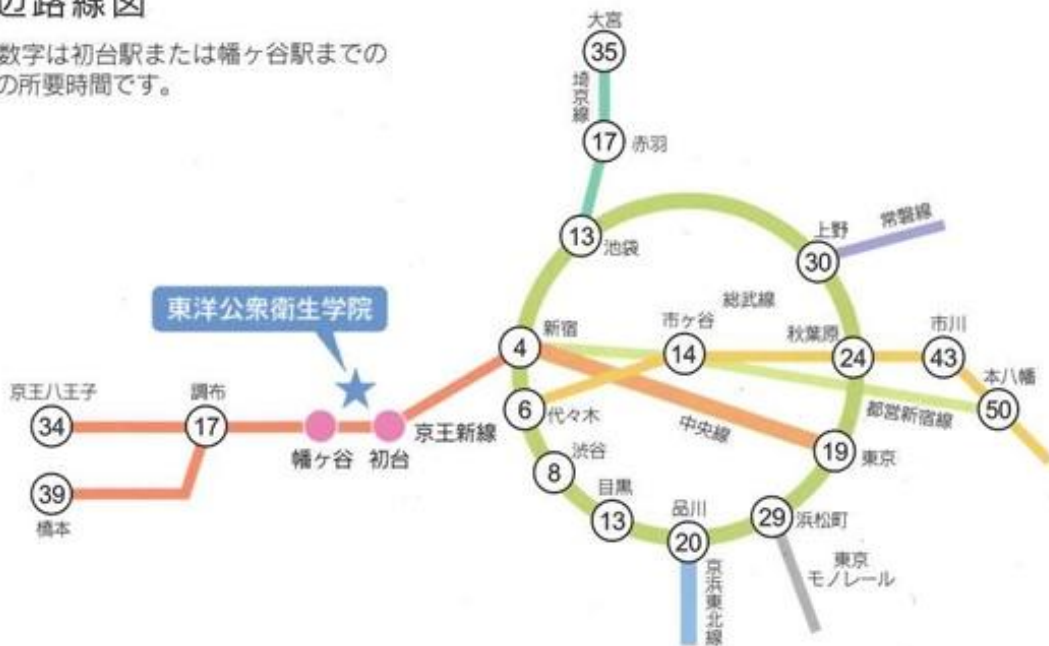 辺路線図
数字は初台駅または幡ヶ谷駅までの
の所要時間です。
大宮
35
埼京線
17
赤羽
13
池袋
上野
30
常磐線
東洋公衆衛生学院
新宿
4
総武線
市ヶ谷
14
秋葉原
24
市川
43
本八幡
50
京王八王子
34
調布
17
幡ヶ谷
初台
京王新線
6
代々木
都営新宿線
中央線
渋谷
8
19
東京
39
橋本
目黒
13
品川
20
29
浜松町
京浜東北線
東京
モノレール